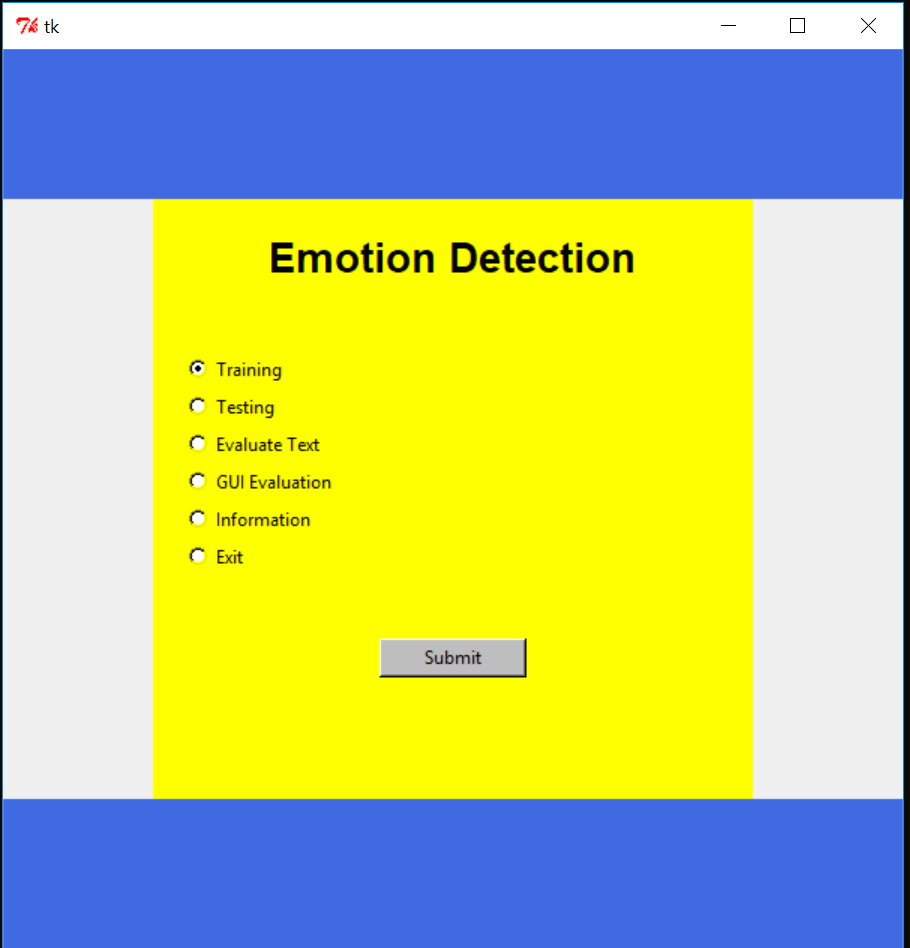 tk
Emotion Detection
Training
Testing
Evaluate Text
GUI Evaluation
Information
Exit
Submit